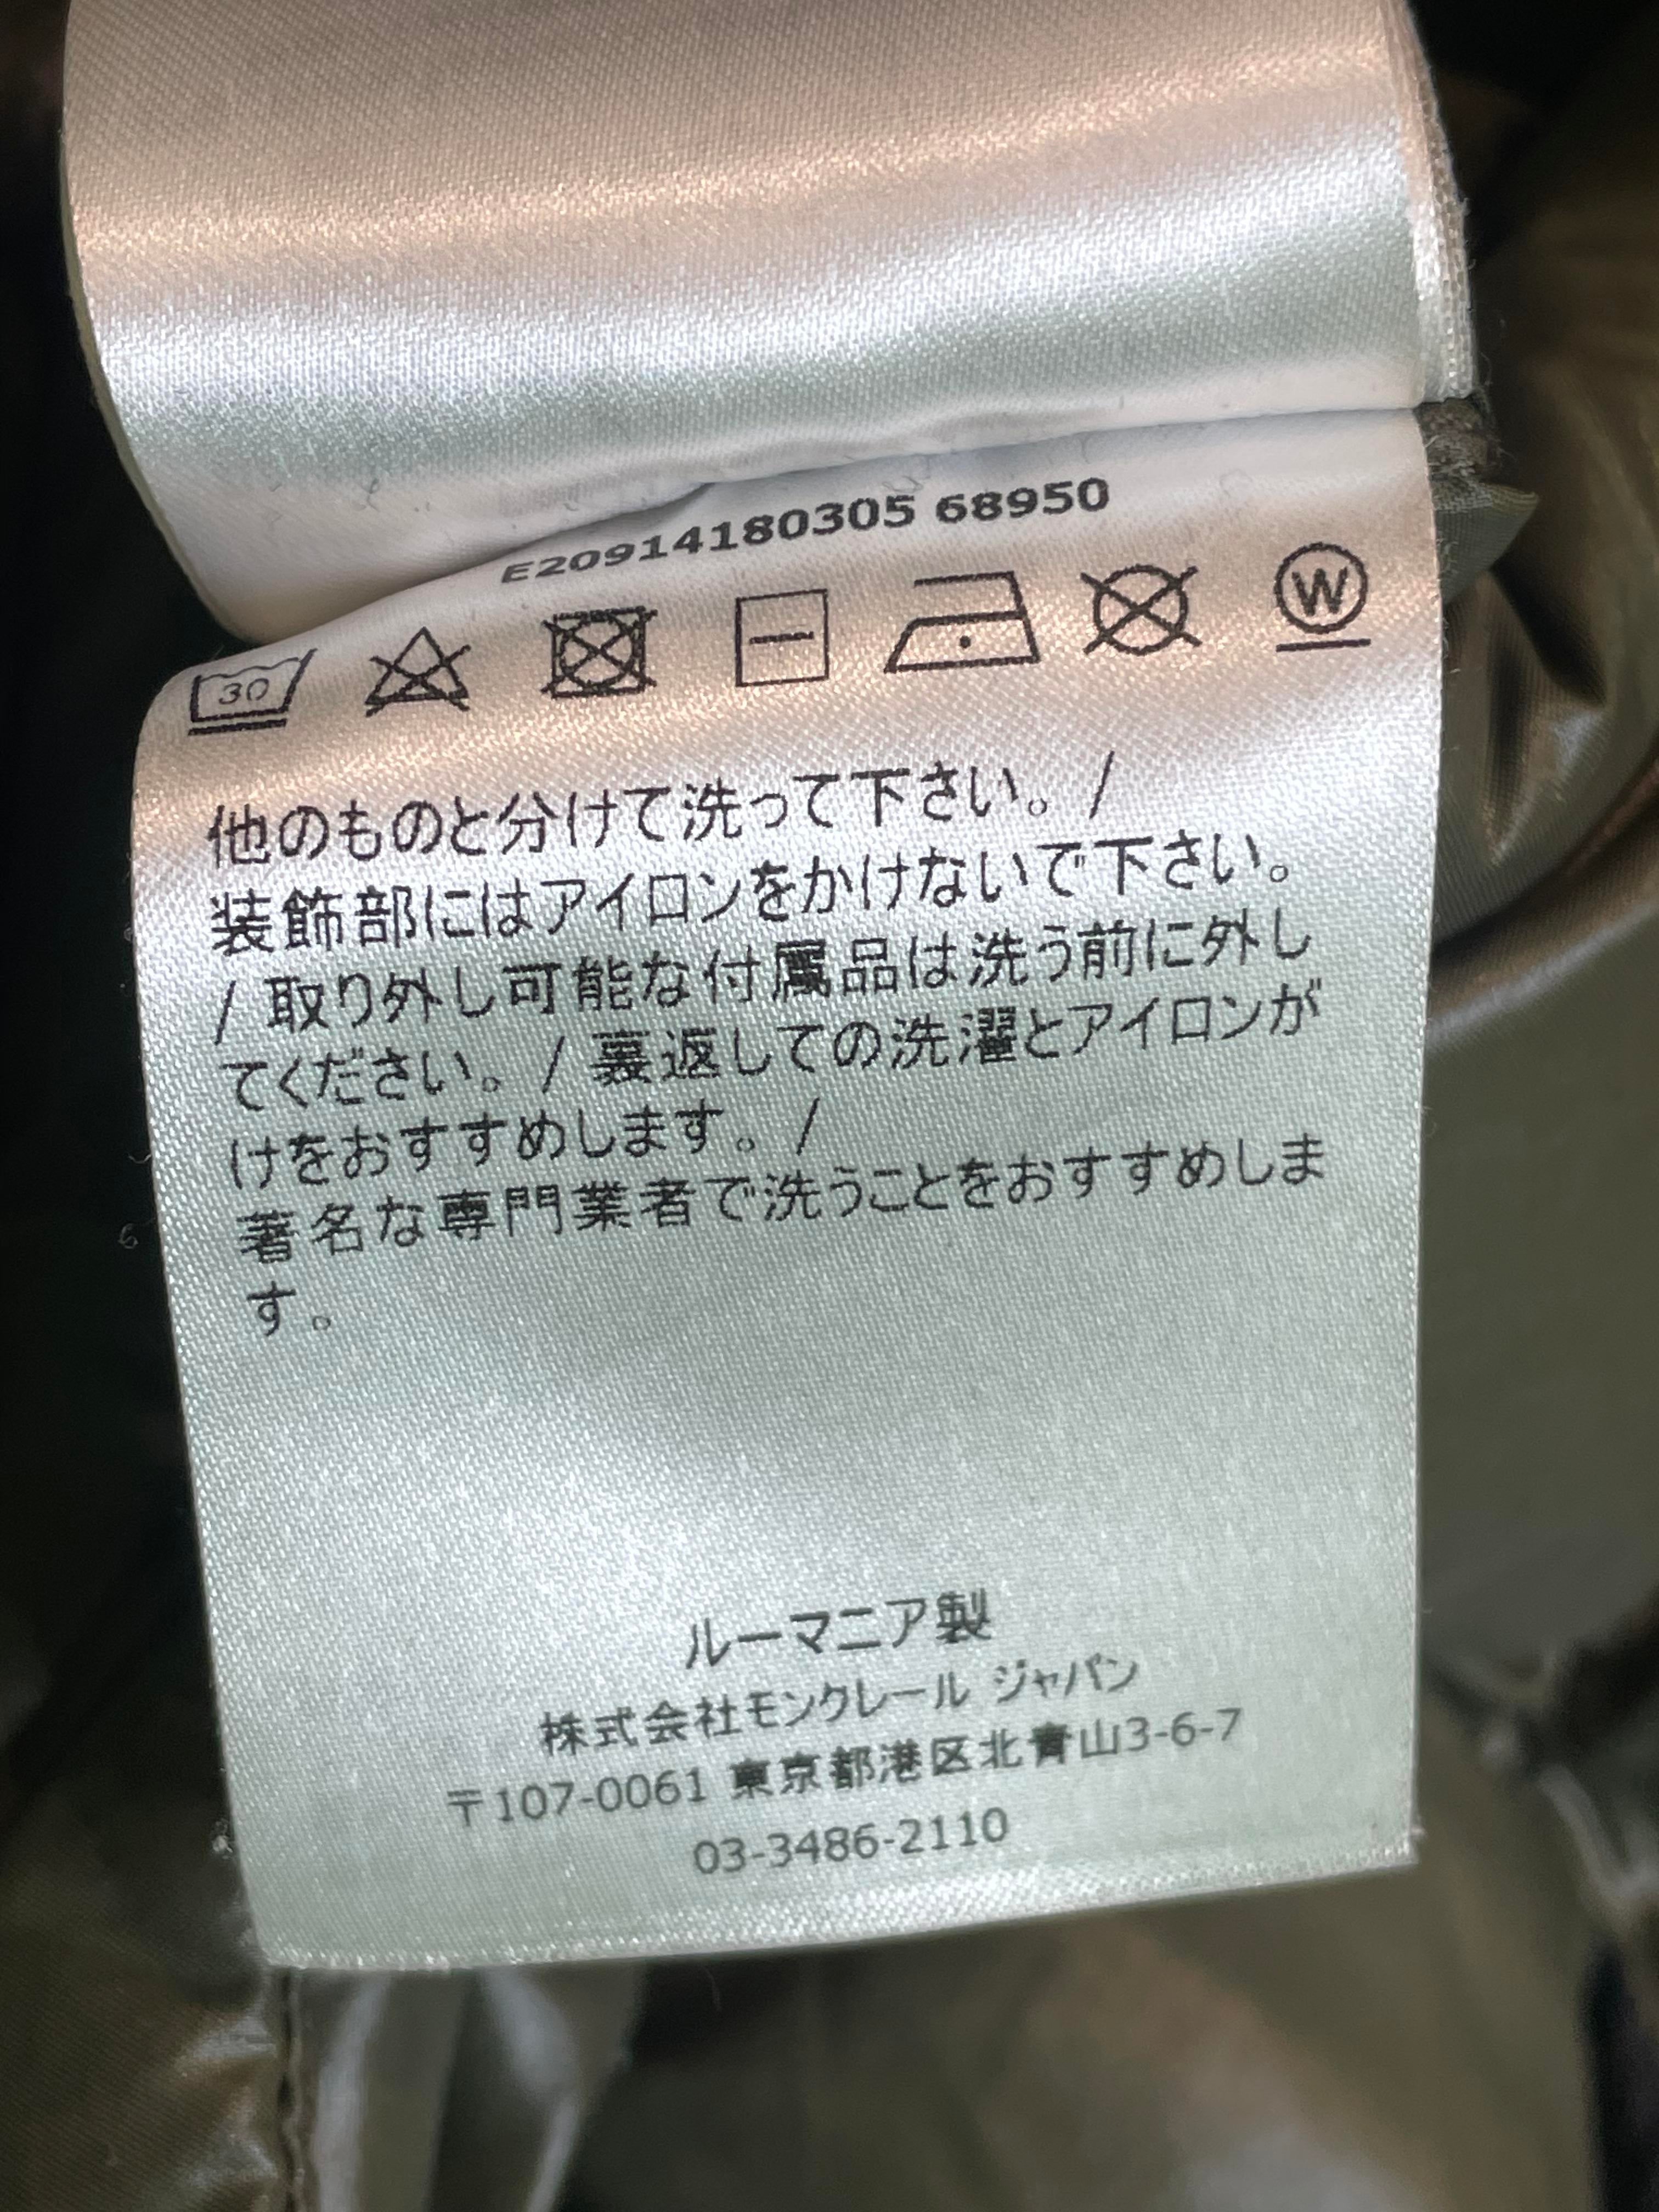 E20914180305 68950
30
W
他のものと分けて洗って下さい。/
装飾部にはアイロンをかけないで下さい。
/ 取り外し可能な付属品は洗う前に外し
てください。/ 裏返しての洗濯とアイロンが
けをおすすめします。/
著名な専門業者で洗うことをおすすめしま
す。
ルーマニア製
株式会社モンクレール ジャパン
〒107-0061 東京都港区北青山3-6-7
03-3486-2110